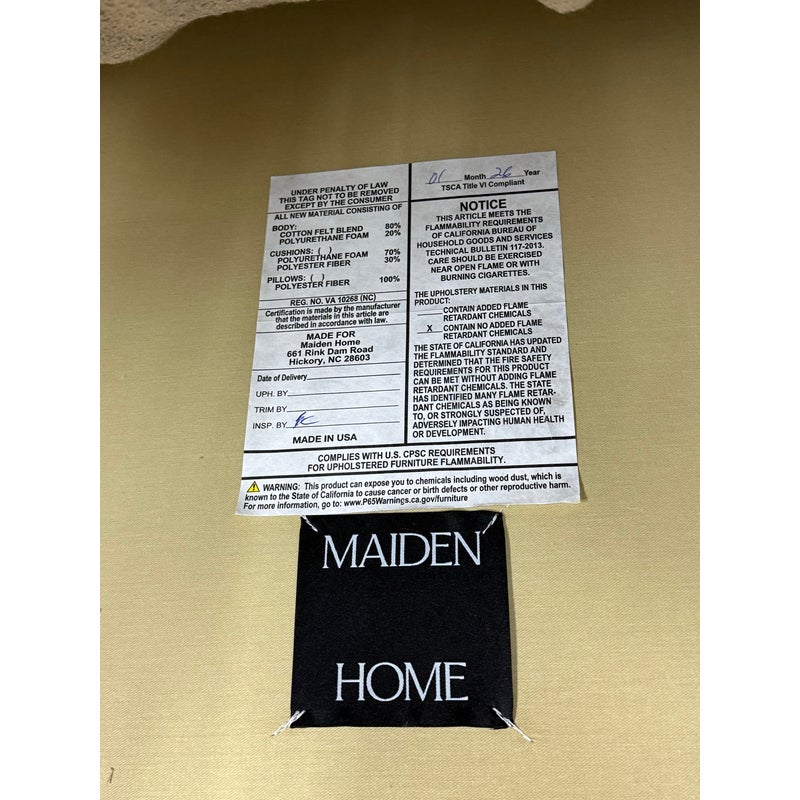 UNDER PENALTY OF LAW
THIS TAG NOT TO BE REMOVED
EXCEPT BY THE CONSUMER
ALL NEW MATERIAL CONSISTING OF
BODY:
COTTON FELT BLEND 80%
POLYURETHANE FOAM 20%
CUSHIONS: ( )
POLYURETHANE FOAM 70%
POLYESTER FIBER 30%
PILLOWS: ( )
POLYESTER FIBER 100%
REG. NO. VA 10268 (NC)
Certification is made by the manufacturer
that the materials in this article are
described in accordance with law.
MADE FOR
Maiden Home
661 Rink Dam Road
Hickory, NC 28603
Date of Delivery
UPH. BY
TRIM BY
INSP. BY
MADE IN USA
01 Month 26 Year
TSCA Title VI Compliant
NOTICE
THIS ARTICLE MEETS THE
FLAMMABILITY REQUIREMENTS
OF CALIFORNIA BUREAU OF
HOUSEHOLD GOODS AND SERVICES
TECHNICAL BULLETIN 117-2013.
CARE SHOULD BE EXERCISED
NEAR OPEN FLAME OR WITH
BURNING CIGARETTES.
THE UPHOLSTERY MATERIALS IN THIS
PRODUCT:
CONTAIN ADDED FLAME
RETARDANT CHEMICALS
X CONTAIN NO ADDED FLAME
RETARDANT CHEMICALS
THE STATE OF CALIFORNIA HAS UPDATED
THE FLAMMABILITY STANDARD AND
DETERMINED THAT THE FIRE SAFETY
REQUIREMENTS FOR THIS PRODUCT
CAN BE MET WITHOUT ADDING FLAME
RETARDANT CHEMICALS. THE STATE
HAS IDENTIFIED MANY FLAME RETAR-
DANT CHEMICALS AS BEING KNOWN
TO, OR STRONGLY SUSPECTED OF,
ADVERSELY IMPACTING HUMAN HEALTH
OR DEVELOPMENT.
COMPLIES WITH U.S. CPSC REQUIREMENTS
FOR UPHOLSTERED FURNITURE FLAMMABILITY.
WARNING: This product can expose you to chemicals including wood dust, which is
known to the State of California to cause cancer or birth defects or other reproductive harm.
For more information, go to: www.P65Warnings.ca.gov/furniture
MAIDEN
HOME